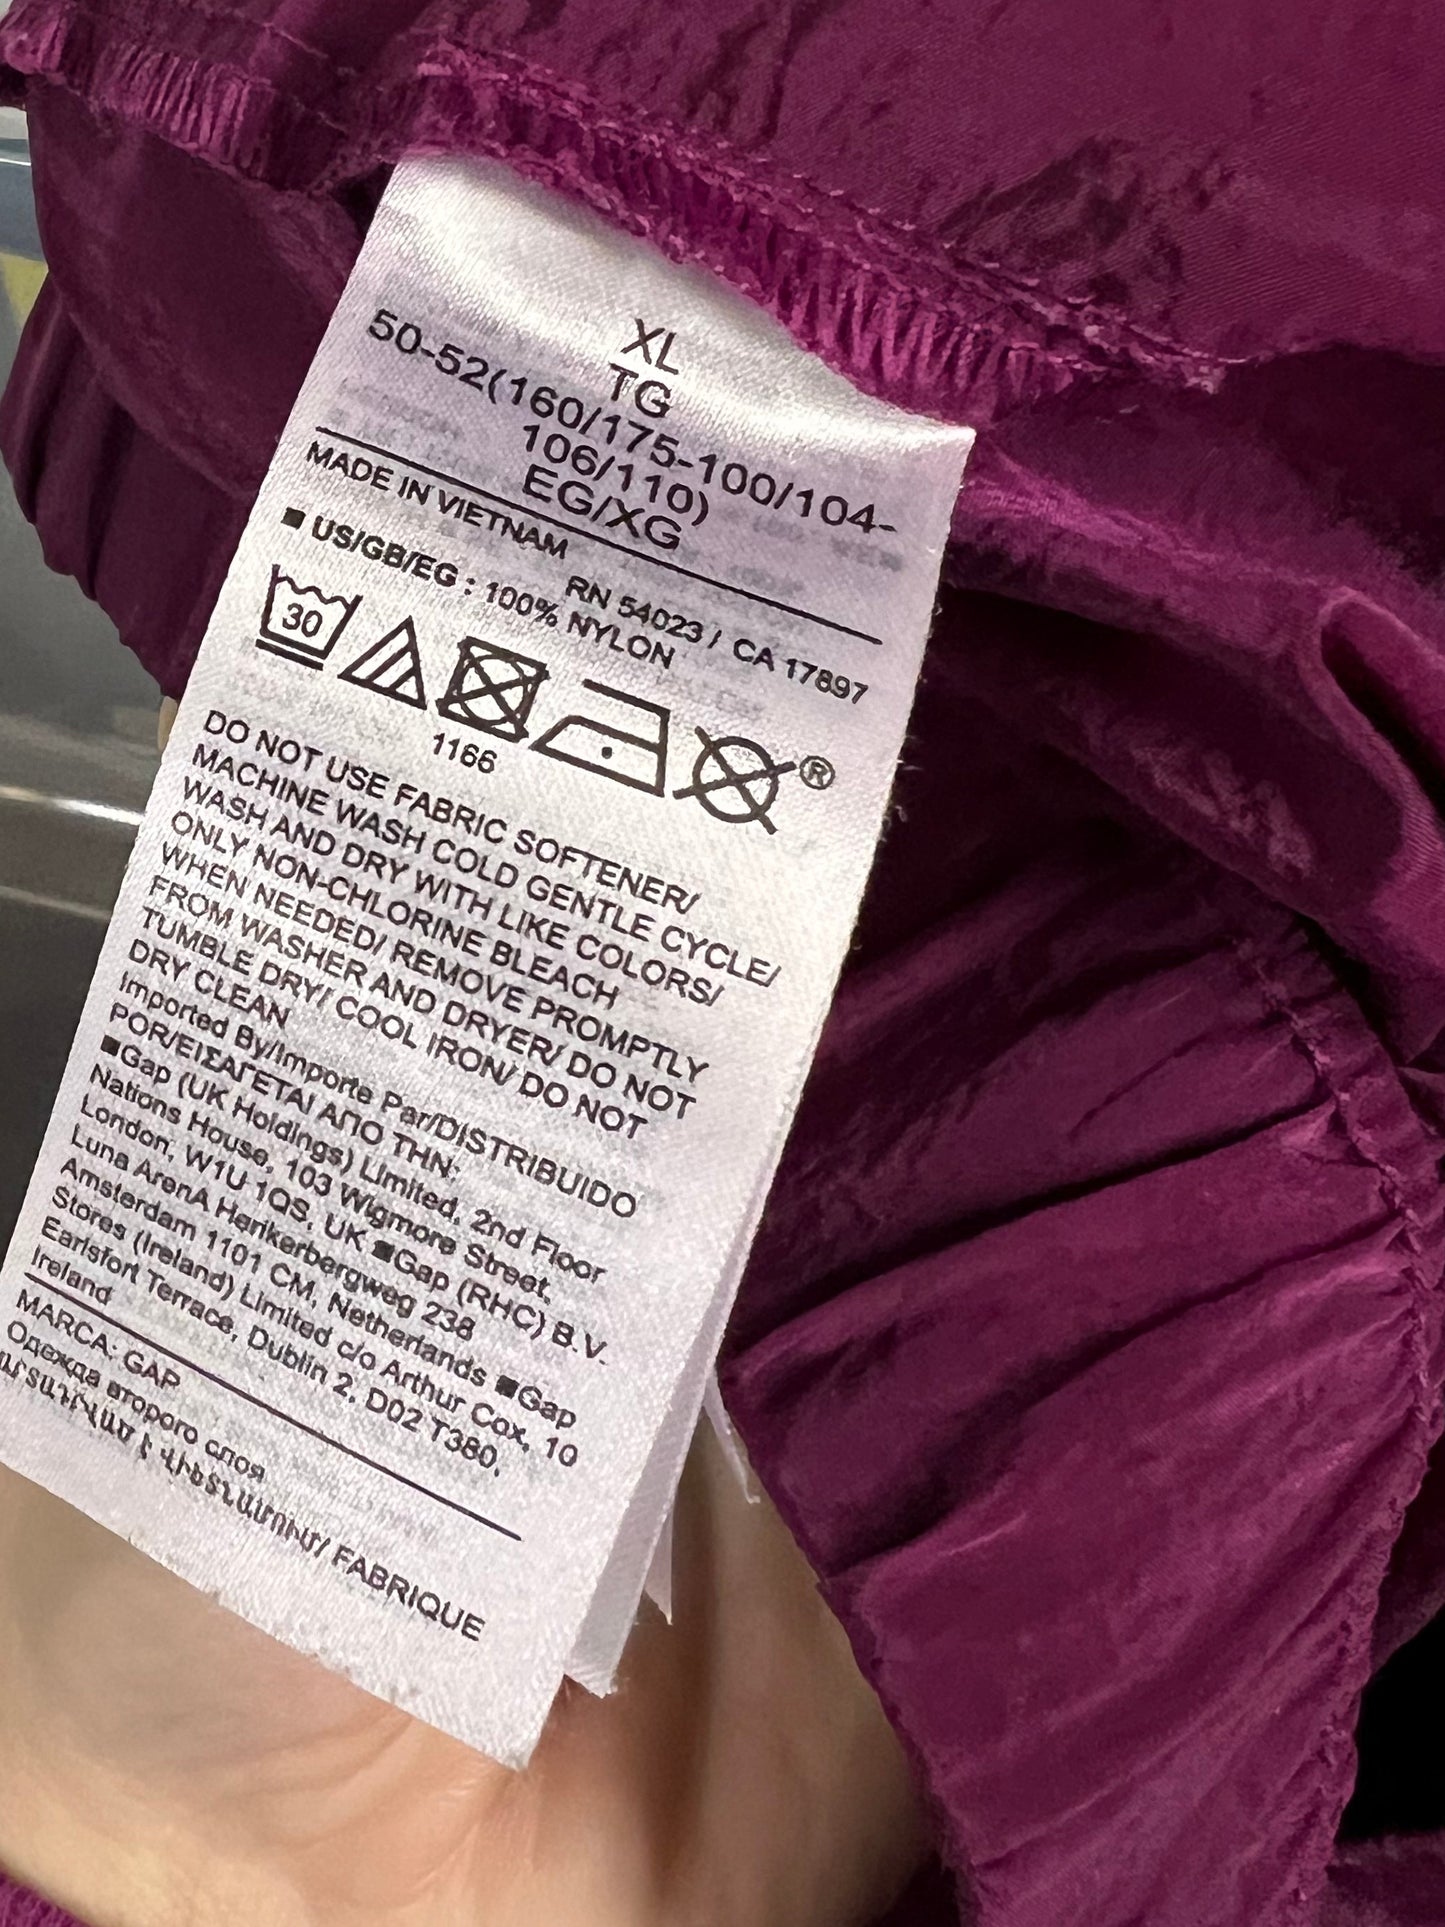 XL
TG
50-52(160/175-100/104-
106/110)
EG/XG
MADE IN VIETNAM
RN 54023 / CA 17897
US/GB/EG : 100% NYLON
30
1166
®
DO NOT USE FABRIC SOFTENER/
MACHINE WASH COLD GENTLE CYCLE/
WASH AND DRY WITH LIKE COLORS/
ONLY NON-CHLORINE BLEACH
WHEN NEEDED/ REMOVE PROMPTLY
FROM WASHER AND DRYER/ DO NOT
TUMBLE DRY/ COOL IRON/ DO NOT
DRY CLEAN
Imported By/Importe Par/DISTRIBUIDO
POR/ΕΙΣΑΓΕΤΑΙ ΑΠΟ ΤΗΝ:
Gap (UK Holdings) Limited, 2nd Floor
Nations House, 103 Wigmore Street,
London, W1U 1QS, UK Gap (RHC) B.V.
Luna ArenA Herikerbergweg 238
Amsterdam 1101 CM, Netherlands Gap
Stores (Ireland) Limited c/o Arthur Cox, 10
Earlsfort Terrace, Dublin 2, D02 T380,
Ireland
MARCA: GAP
Одежда второго слоя
ԱՐՏԱԴՐՎԱԾ Է ՎԻԵՏՆԱՄՈՒՄ/ FABRIQUE